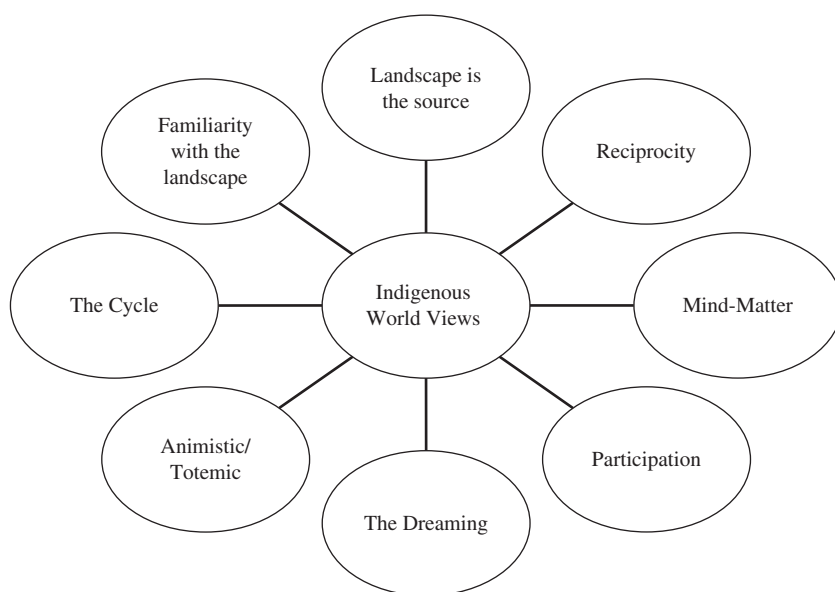 Landscape is
the source
Familiarity
with the
landscape
Reciprocity
The Cycle
Indigenous
World Views
Mind-Matter
Animistic/
Totemic
Participation
The Dreaming